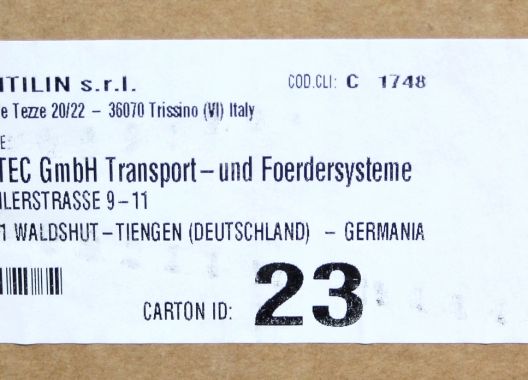 ITILIN s.r.l. COD.CLI: C 1748
e Tezze 20/22 – 36070 Trissino (VI) Italy
E:
TEC GmbH Transport–und Foerdersysteme
ILERSTRASSE 9–11
1 WALDSHUT–TIENGEN (DEUTSCHLAND) – GERMANIA
CARTON ID: 23